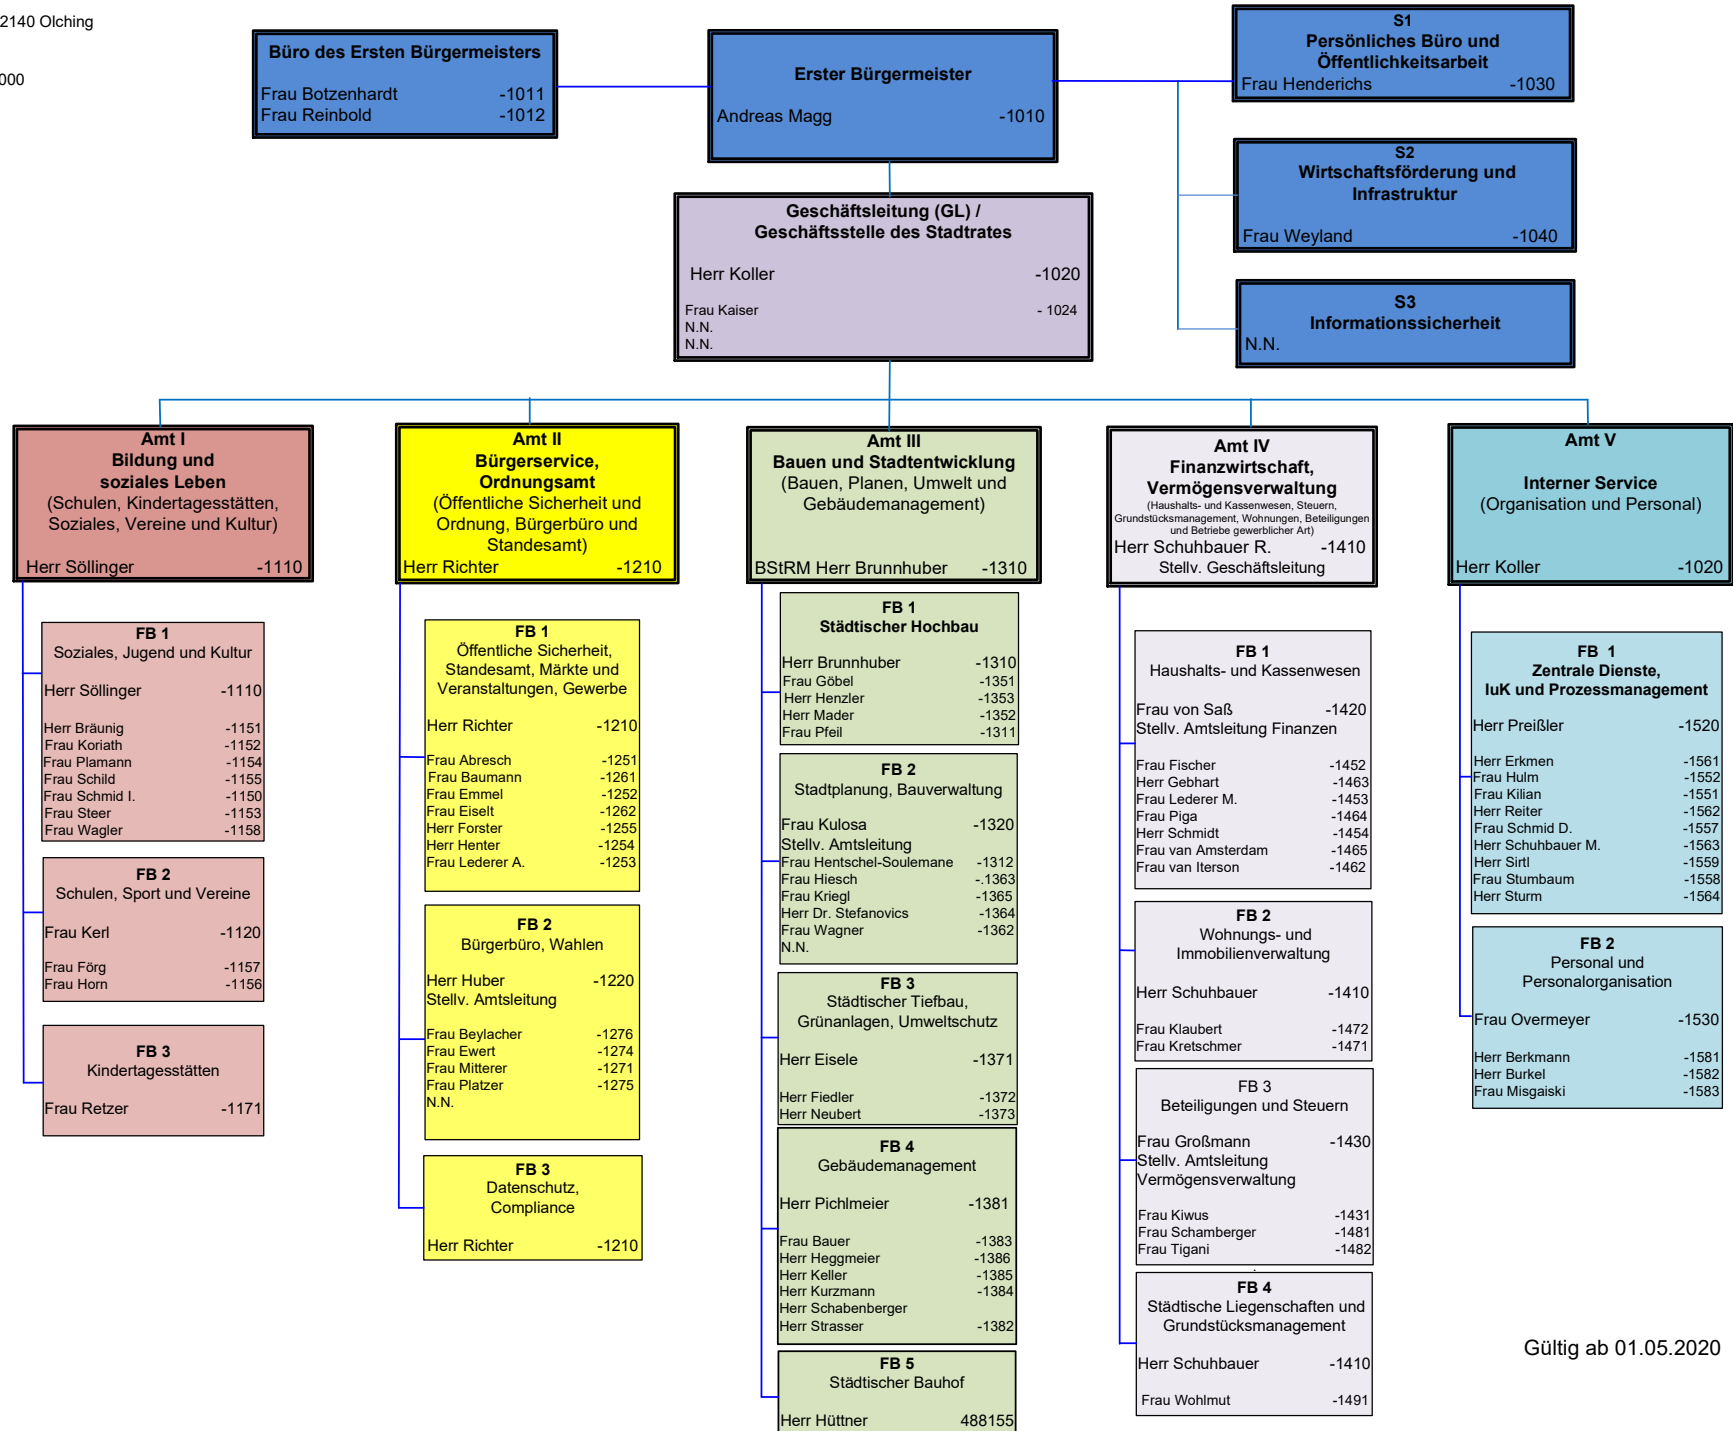 2140 Olching
000
Büro des Ersten Bürgermeisters
Frau Botzenhardt -1011
Frau Reinbold -1012
Erster Bürgermeister
Andreas Magg -1010
S1
Persönliches Büro und
Öffentlichkeitsarbeit
Frau Henderichs -1030
S2
Wirtschaftsförderung und
Infrastruktur
Frau Weyland -1040
S3
Informationssicherheit
N.N.
Geschäftsleitung (GL) /
Geschäftsstelle des Stadtrates
Herr Koller -1020
Frau Kaiser - 1024
N.N.
N.N.
Amt I
Bildung und
soziales Leben
(Schulen, Kindertagesstätten,
Soziales, Vereine und Kultur)
Herr Söllinger -1110
FB 1
Soziales, Jugend und Kultur
Herr Söllinger -1110
Herr Bräunig -1151
Frau Koriath -1152
Frau Plamann -1154
Frau Schild -1155
Frau Schmid I. -1150
Frau Steer -1153
Frau Wagler -1158
FB 2
Schulen, Sport und Vereine
Frau Kerl -1120
Frau Förg -1157
Frau Horn -1156
FB 3
Kindertagesstätten
Frau Retzer -1171
Amt II
Bürgerservice,
Ordnungsamt
(Öffentliche Sicherheit und
Ordnung, Bürgerbüro und
Standesamt)
Herr Richter -1210
FB 1
Öffentliche Sicherheit,
Standesamt, Märkte und
Veranstaltungen, Gewerbe
Herr Richter -1210
Frau Abresch -1251
Frau Baumann -1261
Frau Emmel -1252
Frau Eiselt -1262
Herr Forster -1255
Herr Henter -1254
Frau Lederer A. -1253
FB 2
Bürgerbüro, Wahlen
Herr Huber -1220
Stellv. Amtsleitung
Frau Beylacher -1276
Frau Ewert -1274
Frau Mitterer -1271
Frau Platzer -1275
N.N.
FB 3
Datenschutz,
Compliance
Herr Richter -1210
Amt III
Bauen und Stadtentwicklung
(Bauen, Planen, Umwelt und
Gebäudemanagement)
BStRM Herr Brunnhuber -1310
FB 1
Städtischer Hochbau
Herr Brunnhuber -1310
Frau Göbel -1351
Herr Henzler -1353
Herr Mader -1352
Frau Pfeil -1311
FB 2
Stadtplanung, Bauverwaltung
Frau Kulosa -1320
Stellv. Amtsleitung
Frau Hentschel-Soulemane -1312
Frau Hiesch -.1363
Frau Kriegl -1365
Herr Dr. Stefanovics -1364
Frau Wagner -1362
N.N.
FB 3
Städtischer Tiefbau,
Grünanlagen, Umweltschutz
Herr Eisele -1371
Herr Fiedler -1372
Herr Neubert -1373
FB 4
Gebäudemanagement
Herr Pichlmeier -1381
Frau Bauer -1383
Herr Heggmeier -1386
Herr Keller -1385
Herr Kurzmann -1384
Herr Schabenberger
Herr Strasser -1382
FB 5
Städtischer Bauhof
Herr Hüttner 488155
Amt IV
Finanzwirtschaft,
Vermögensverwaltung
(Haushalts- und Kassenwesen, Steuern,
Grundstücksmanagement, Wohnungen, Beteiligungen
und Betriebe gewerblicher Art)
Herr Schuhbauer R. -1410
Stellv. Geschäftsleitung
FB 1
Haushalts- und Kassenwesen
Frau von Saß -1420
Stellv. Amtsleitung Finanzen
Frau Fischer -1452
Herr Gebhart -1463
Frau Lederer M. -1453
Frau Piga -1464
Herr Schmidt -1454
Frau van Amsterdam -1465
Frau van Iterson -1462
FB 2
Wohnungs- und
Immobilienverwaltung
Herr Schuhbauer -1410
Frau Klaubert -1472
Frau Kretschmer -1471
FB 3
Beteiligungen und Steuern
Frau Großmann -1430
Stellv. Amtsleitung
Vermögensverwaltung
Frau Kiwus -1431
Frau Schamberger -1481
Frau Tigani -1482
FB 4
Städtische Liegenschaften und
Grundstücksmanagement
Herr Schuhbauer -1410
Frau Wohlmut -1491
Amt V
Interner Service
(Organisation und Personal)
Herr Koller -1020
FB 1
Zentrale Dienste,
IuK und Prozessmanagement
Herr Preißler -1520
Herr Erkmen -1561
Frau Hulm -1552
Frau Kilian -1551
Herr Reiter -1562
Frau Schmid D. -1557
Herr Schuhbauer M. -1563
Herr Sirtl -1559
Frau Stumbaum -1558
Herr Sturm -1564
FB 2
Personal und
Personalorganisation
Frau Overmeyer -1530
Herr Berkmann -1581
Herr Burkel -1582
Frau Misgaiski -1583
Gültig ab 01.05.2020